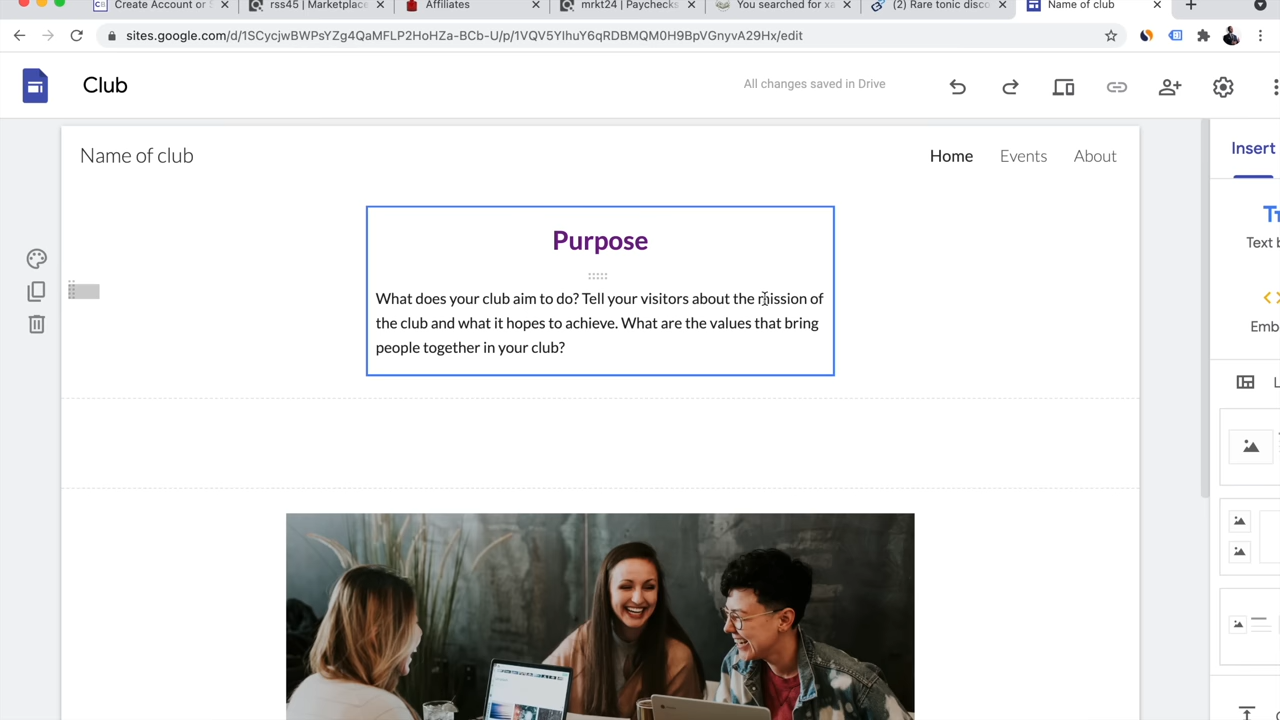 Create Account or S
rss45 | Marketplace
Affiliates
mrkt24 | Paychecks
You searched for xa
(2) Rare tonic disco
Name of club
sites.google.com/d/1SCycjwBWPsYZg4QaMFLP2HoHZa-BCb-U/p/1VQV5YlhuY6qRDBMQM0H9BpVGnyvA29Hx/edit
Club
All changes saved in Drive
Name of club
Home
Events
About
Insert
Purpose
What does your club aim to do? Tell your visitors about the mission of
the club and what it hopes to achieve. What are the values that bring
people together in your club?
Text b
Emb
L